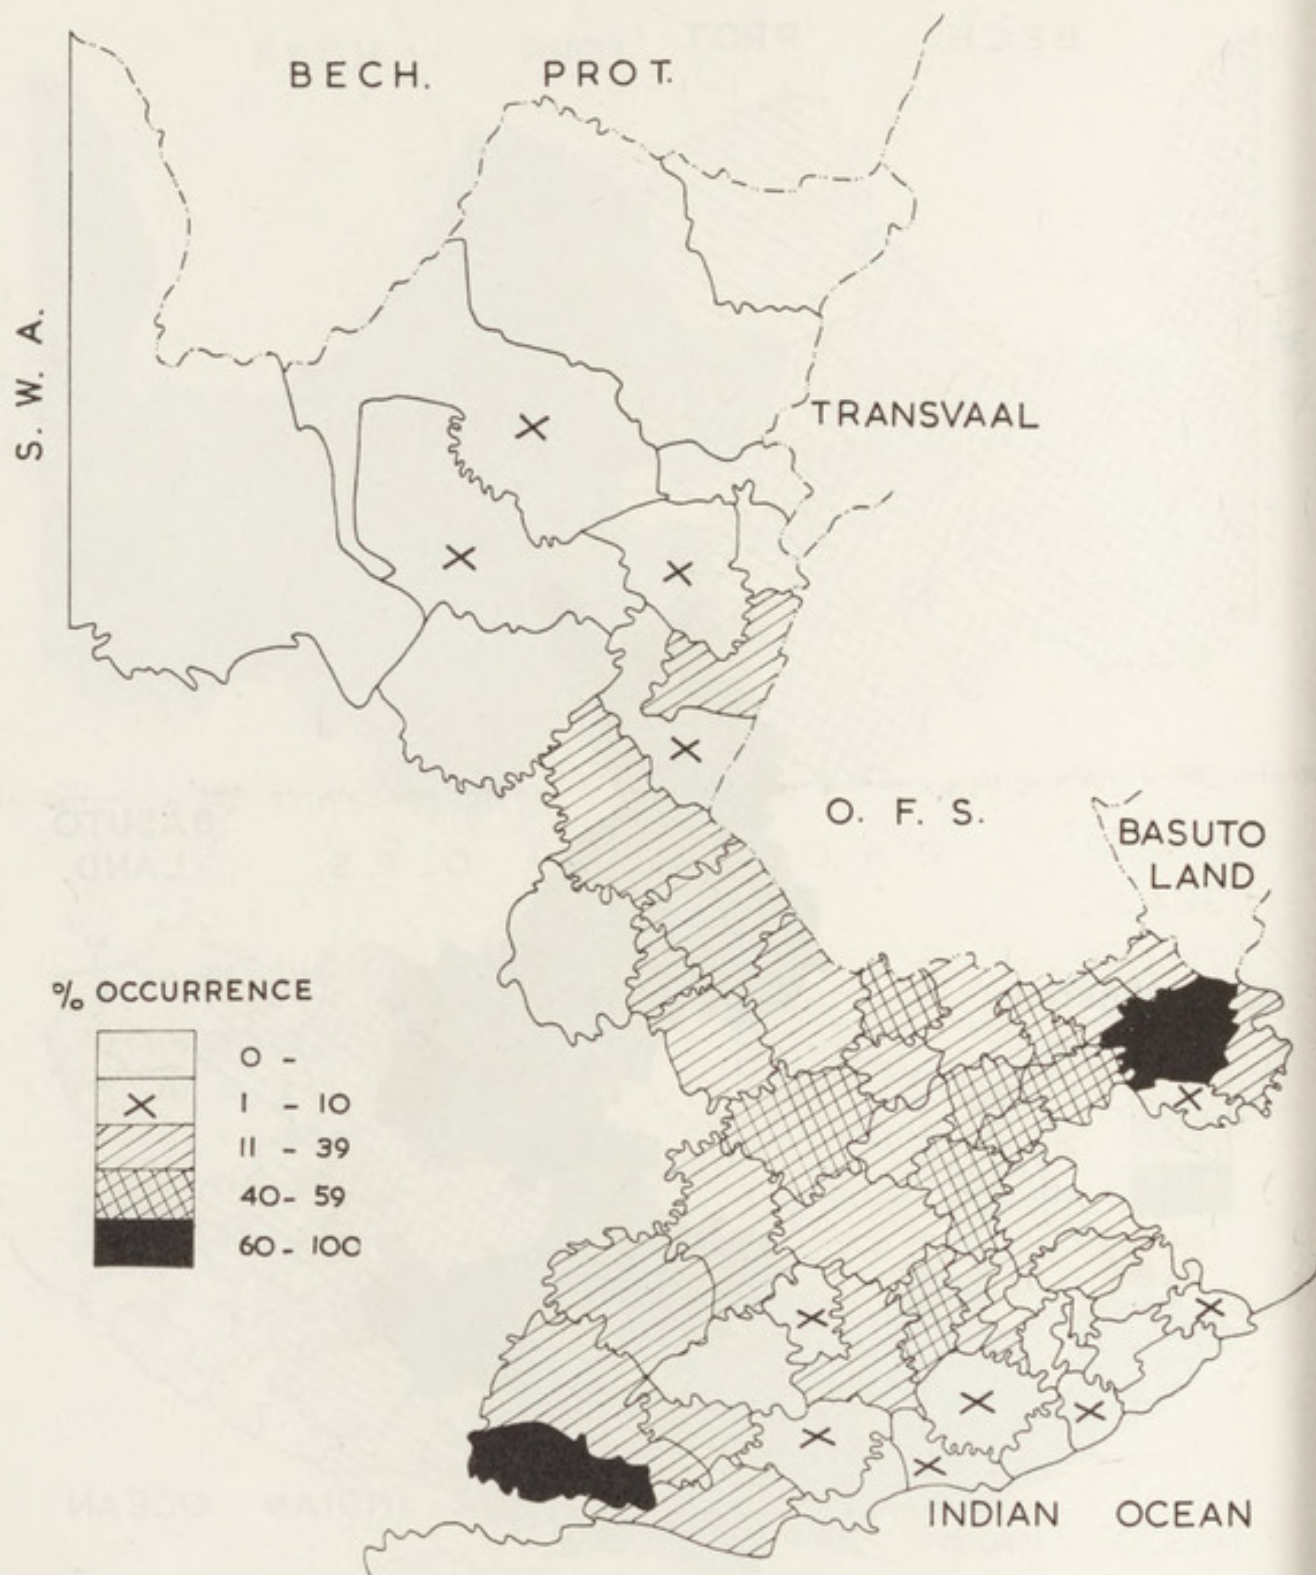 BECH. PROT.
S. W. A.
TRANSVAAL
O. F. S.
BASUTO
LAND
% OCCURRENCE
0 -
X 1 - 10
11 - 39
40 - 59
60 - 100
INDIAN OCEAN